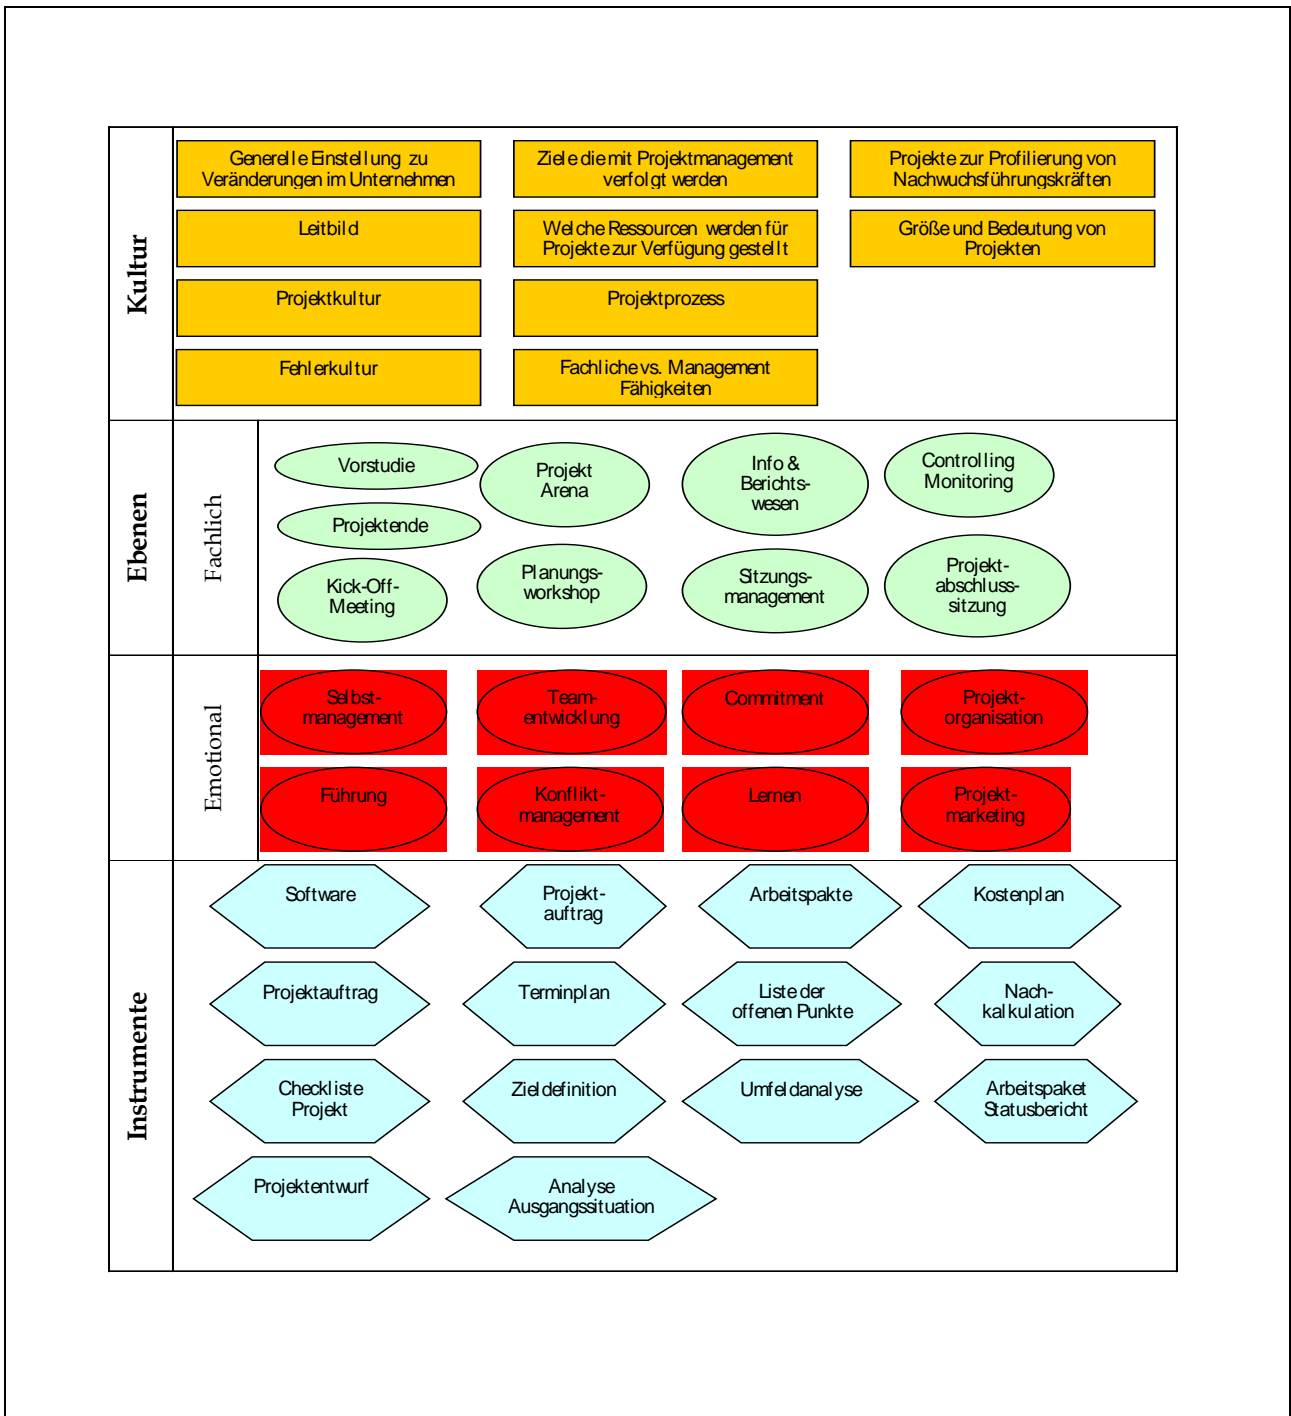 Kultur
Generelle Einstellung zu
Veränderungen im Unternehmen
Ziele die mit Projektmanagement
verfolgt werden
Projekte zur Profilierung von
Nachwuchsführungskräften
Leitbild
Welche Ressourcen werden für
Projekte zur Verfügung gestellt
Größe und Bedeutung von
Projekten
Projektkultur
Projektprozess
Fehlerkultur
Fachliche vs. Management
Fähigkeiten
Ebenen
Fachlich
Vorstudie
Projekt
Arena
Info &
Berichts-
wesen
Controlling
Monitoring
Projektende
Kick-Off-
Meeting
Planungs-
workshop
Sitzungs-
management
Projekt-
abschluss-
sitzung
Emotional
Selbst-
management
Team-
entwicklung
Commitment
Projekt-
organisation
Führung
Konflikt-
management
Lernen
Projekt-
marketing
Instrumente
Software
Projekt-
auftrag
Arbeitspakte
Kostenplan
Projektauftrag
Terminplan
Liste der
offenen Punkte
Nach-
kalkulation
Checkliste
Projekt
Zieldefinition
Umfeldanalyse
Arbeitspaket
Statusbericht
Projektentwurf
Analyse
Ausgangssituation